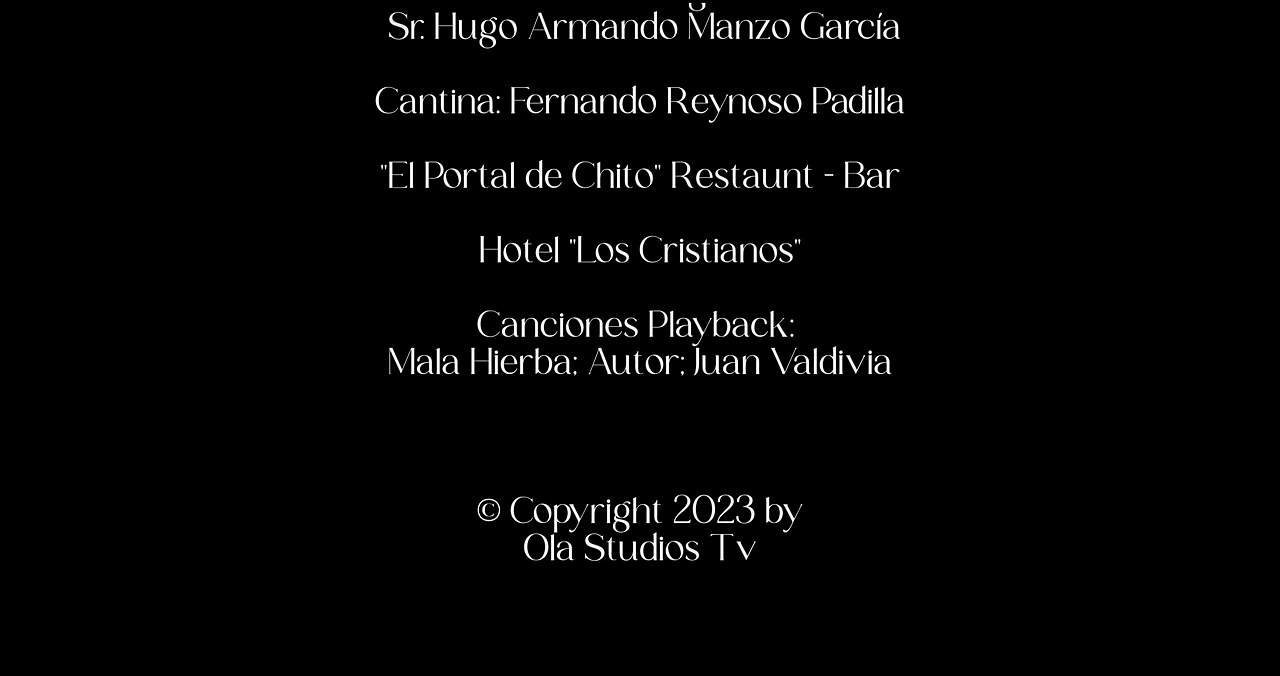 Sr. Hugo Armando Manzo García
Cantina: Fernando Reynoso Padilla
"El Portal de Chito" Restaunt - Bar
Hotel "Los Cristianos"
Canciones Playback:
Mala Hierba; Autor; Juan Valdivia
© Copyright 2023 by
Ola Studios Tv